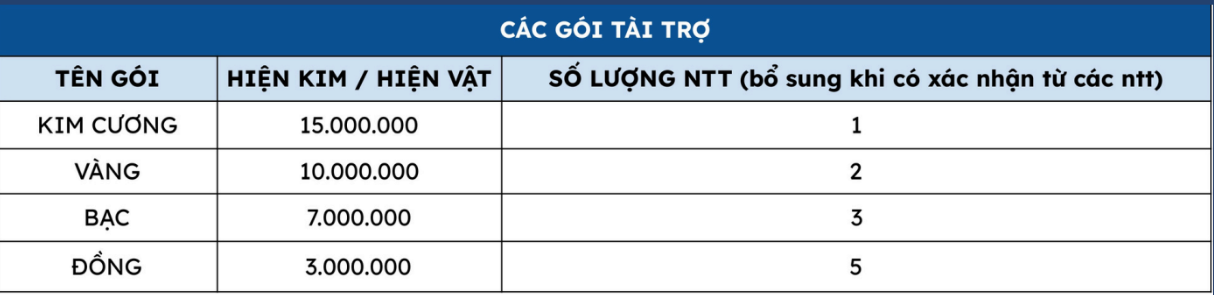 CÁC GÓI TÀI TRỢ
TÊN GÓI HIỆN KIM / HIỆN VẬT SỐ LƯỢNG NTT (bổ sung khi có xác nhận từ các ntt)
KIM CƯƠNG 15.000.000 1
VÀNG 10.000.000 2
BẠC 7.000.000 3
ĐỒNG 3.000.000 5